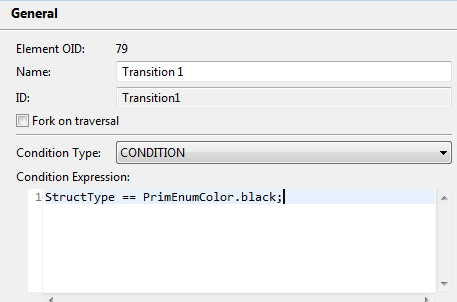 General
Element OID: 79
Name: Transition 1
ID: Transition1
Fork on traversal
Condition Type: CONDITION
Condition Expression:
1 StructType == PrimEnumColor.black;